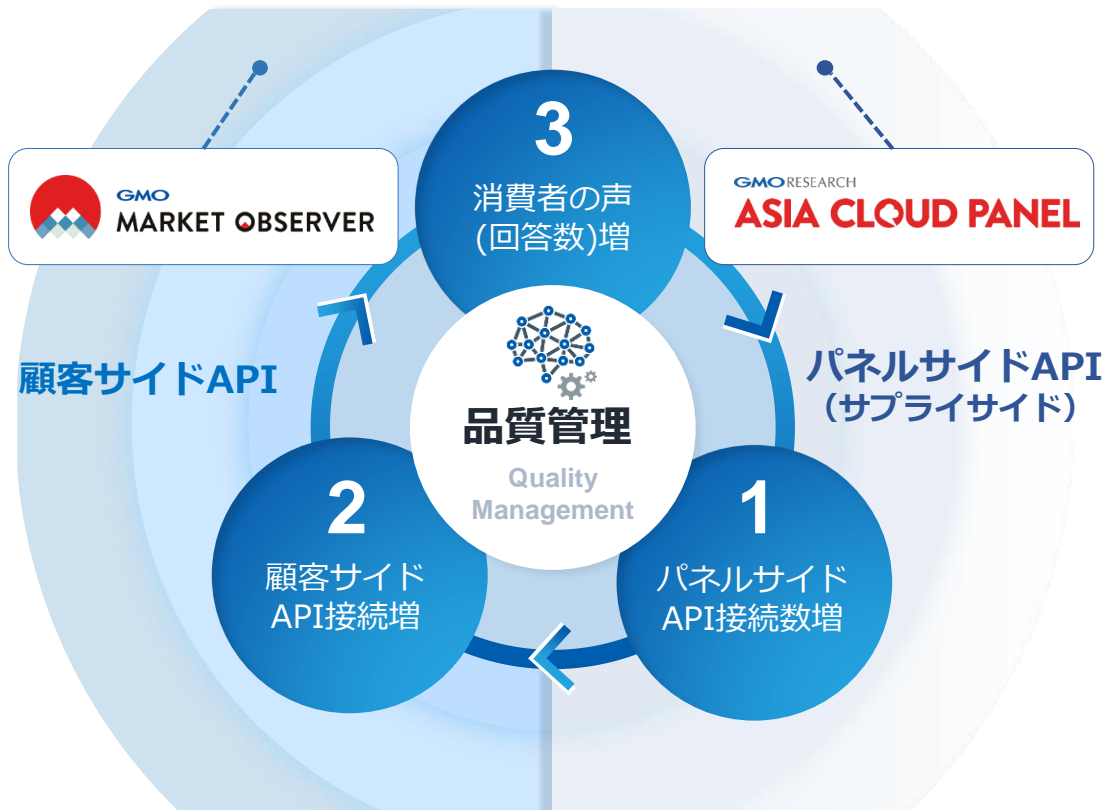 3
消費者の声
(回答数)増
GMO
MARKET OBSERVER
GMO RESEARCH
ASIA CLOUD PANEL
顧客サイドAPI
パネルサイドAPI
（サプライサイド）
品質管理
Quality
Management
2
顧客サイド
API接続増
1
パネルサイド
API接続数増